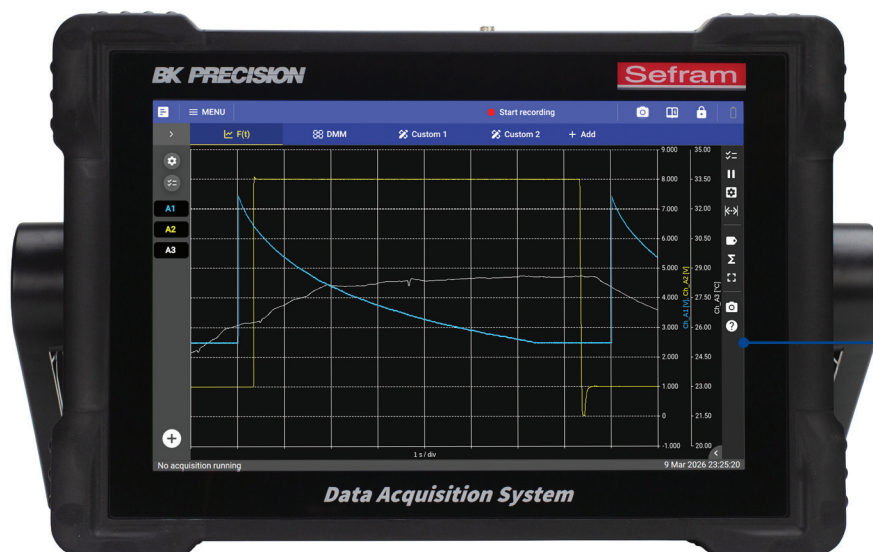 BK PRECISION
Sefram
MENU
Start recording
F(t)
DMM
Custom 1
Custom 2
+ Add
A1
A2
A3
9.000
8.000
7.000
6.000
5.000
4.000
3.000
2.000
1.000
0
-1.000
Ch_A1 [V]
Ch_A2 [V]
35.00
33.50
32.00
30.50
29.00
27.50
26.00
24.50
23.00
21.50
20.00
Ch_A3 [°C]
1 s / div
No acquisition running
9 Mar 2026 23:25:20
Data Acquisition System